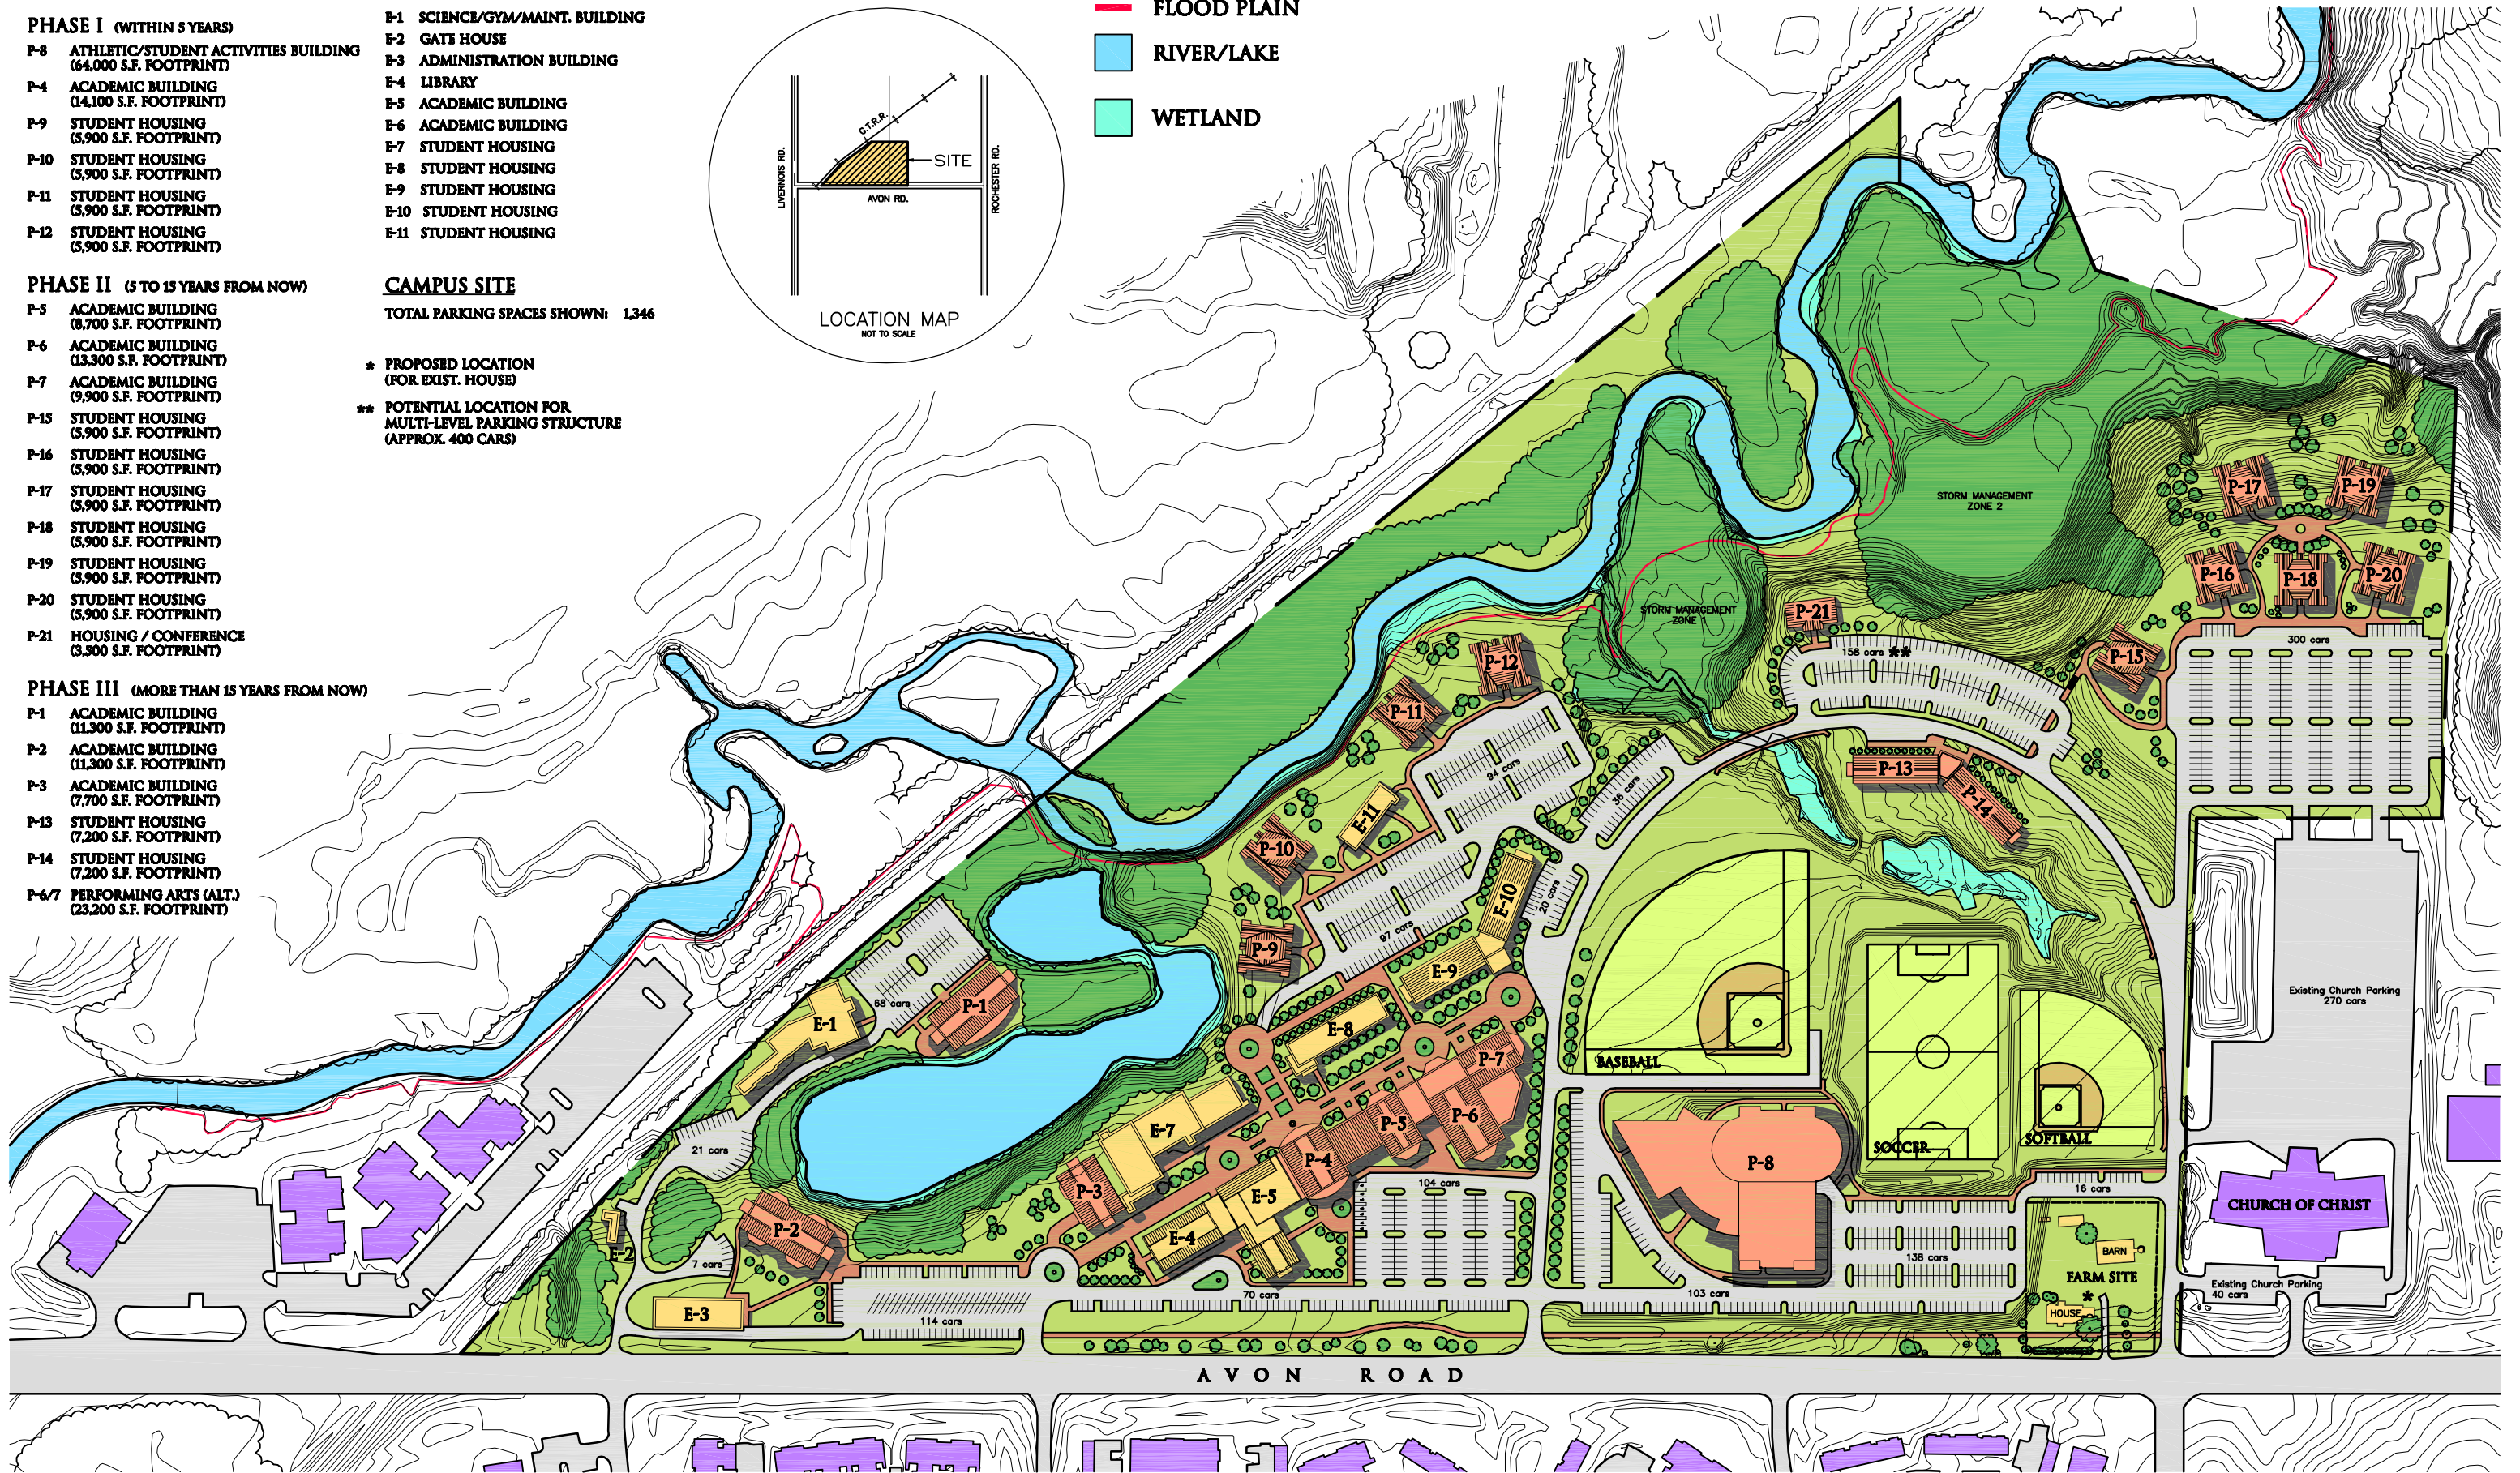 PHASE I (WITHIN 5 YEARS)
P-8 ATHLETIC/STUDENT ACTIVITIES BUILDING
(64,000 S.F. FOOTPRINT)
P-4 ACADEMIC BUILDING
(14,100 S.F. FOOTPRINT)
P-9 STUDENT HOUSING
(5,900 S.F. FOOTPRINT)
P-10 STUDENT HOUSING
(5,900 S.F. FOOTPRINT)
P-11 STUDENT HOUSING
(5,900 S.F. FOOTPRINT)
P-12 STUDENT HOUSING
(5,900 S.F. FOOTPRINT)
PHASE II (5 TO 15 YEARS FROM NOW)
P-5 ACADEMIC BUILDING
(8,700 S.F. FOOTPRINT)
P-6 ACADEMIC BUILDING
(13,300 S.F. FOOTPRINT)
P-7 ACADEMIC BUILDING
(9,900 S.F. FOOTPRINT)
P-15 STUDENT HOUSING
(5,900 S.F. FOOTPRINT)
P-16 STUDENT HOUSING
(5,900 S.F. FOOTPRINT)
P-17 STUDENT HOUSING
(5,900 S.F. FOOTPRINT)
P-18 STUDENT HOUSING
(5,900 S.F. FOOTPRINT)
P-19 STUDENT HOUSING
(5,900 S.F. FOOTPRINT)
P-20 STUDENT HOUSING
(5,900 S.F. FOOTPRINT)
P-21 HOUSING / CONFERENCE
(3,500 S.F. FOOTPRINT)
PHASE III (MORE THAN 15 YEARS FROM NOW)
P-1 ACADEMIC BUILDING
(11,300 S.F. FOOTPRINT)
P-2 ACADEMIC BUILDING
(11,300 S.F. FOOTPRINT)
P-3 ACADEMIC BUILDING
(7,700 S.F. FOOTPRINT)
P-13 STUDENT HOUSING
(7,200 S.F. FOOTPRINT)
P-14 STUDENT HOUSING
(7,200 S.F. FOOTPRINT)
P-6/7 PERFORMING ARTS (ALT.)
(23,200 S.F. FOOTPRINT)
E-1 SCIENCE/GYM/MAINT. BUILDING
E-2 GATE HOUSE
E-3 ADMINISTRATION BUILDING
E-4 LIBRARY
E-5 ACADEMIC BUILDING
E-6 ACADEMIC BUILDING
E-7 STUDENT HOUSING
E-8 STUDENT HOUSING
E-9 STUDENT HOUSING
E-10 STUDENT HOUSING
E-11 STUDENT HOUSING
CAMPUS SITE
TOTAL PARKING SPACES SHOWN: 1,346
* PROPOSED LOCATION
(FOR EXIST. HOUSE)
** POTENTIAL LOCATION FOR
MULTI-LEVEL PARKING STRUCTURE
(APPROX. 400 CARS)
G.T.R.R.
SITE
LIVERNOIS RD.
ROCHESTER RD.
AVON RD.
LOCATION MAP
NOT TO SCALE
FLOOD PLAIN
RIVER/LAKE
WETLAND
STORM MANAGEMENT
ZONE 2
P-17
P-19
P-16
P-18
P-20
STORM MANAGEMENT
ZONE 1
P-21
300 cars
158 cars **
P-15
P-12
P-11
94 cars
36 cars
P-13
P-14
E-11
P-10
E-10
20 cars
97 cars
P-9
E-9
68 cars
P-1
E-1
E-8
P-7
Existing Church Parking
270 cars
BASEBALL
P-6
P-5
E-7
P-4
SOCCER
SOFTBALL
P-8
21 cars
P-3
104 cars
16 cars
E-5
CHURCH OF CHRIST
P-2
E-4
E-2
7 cars
138 cars
BARN
FARM SITE
*
Existing Church Parking
40 cars
70 cars
103 cars
E-3
HOUSE
114 cars
AVON ROAD